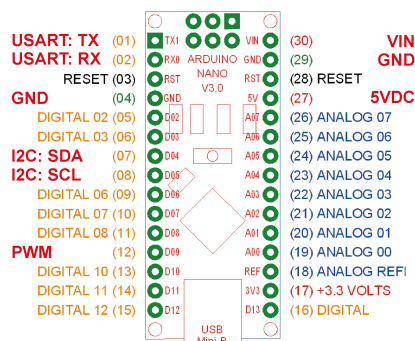 USART: TX (01) TX1 ARDUINO VIN (30) VIN
USART: RX (02) RX0 NANO GND (29) GND
RESET (03) RST V3.0 RST (28) RESET
GND (04) GND 5V (27) 5VDC
DIGITAL 02 (05) D02 A07 (26) ANALOG 07
DIGITAL 03 (06) D03 A06 (25) ANALOG 06
I2C: SDA (07) D04 A05 (24) ANALOG 05
I2C: SCL (08) D05 A04 (23) ANALOG 04
DIGITAL 06 (09) D06 A03 (22) ANALOG 03
DIGITAL 07 (10) D07 A02 (21) ANALOG 02
DIGITAL 08 (11) D08 A01 (20) ANALOG 01
PWM (12) D09 A00 (19) ANALOG 00
DIGITAL 10 (13) D10 REF (18) ANALOG REFI
DIGITAL 11 (14) D11 3V3 (17) +3.3 VOLTS
DIGITAL 12 (15) D12 D13 (16) DIGITAL
USB
Mini-B